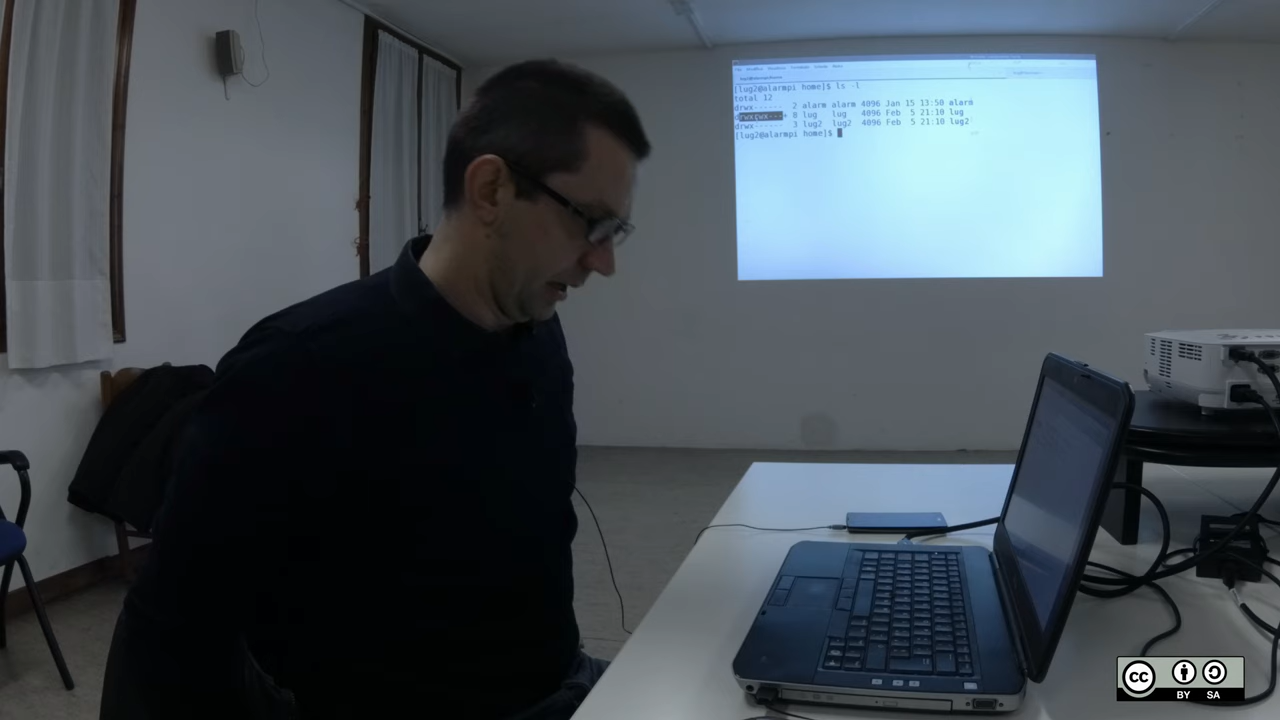 [lug2@alarmpi home]$ ls -l
total 12
drwx------ 2 alarm alarm 4096 Jan 15 13:50 alarm
drwxrwx---+ 8 lug lug 4096 Feb 5 21:10 lug
drwx------ 3 lug2 lug2 4096 Feb 5 21:10 lug2
[lug2@alarmpi home]$
cc
BY SA